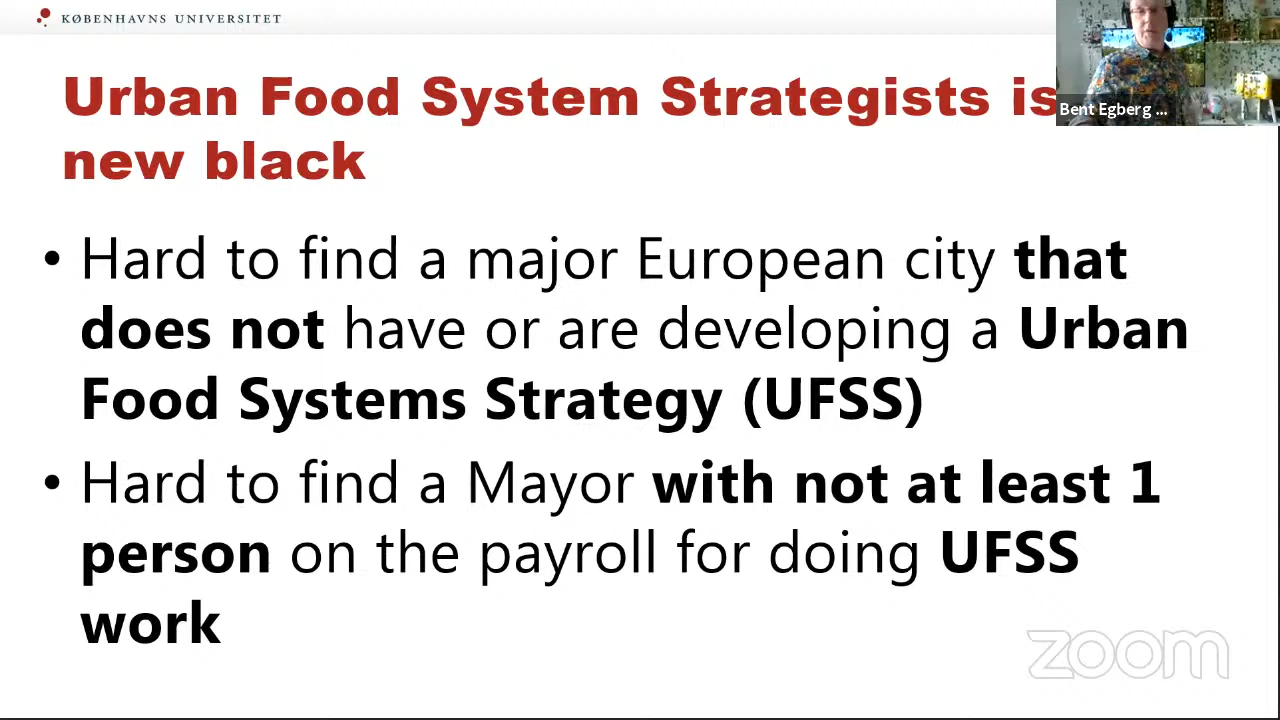 KØBENHAVNS UNIVERSITET
Urban Food System Strategists is
new black
Bent Egberg ...
• Hard to find a major European city that
does not have or are developing a Urban
Food Systems Strategy (UFSS)
• Hard to find a Mayor with not at least 1
person on the payroll for doing UFSS
work
zoom